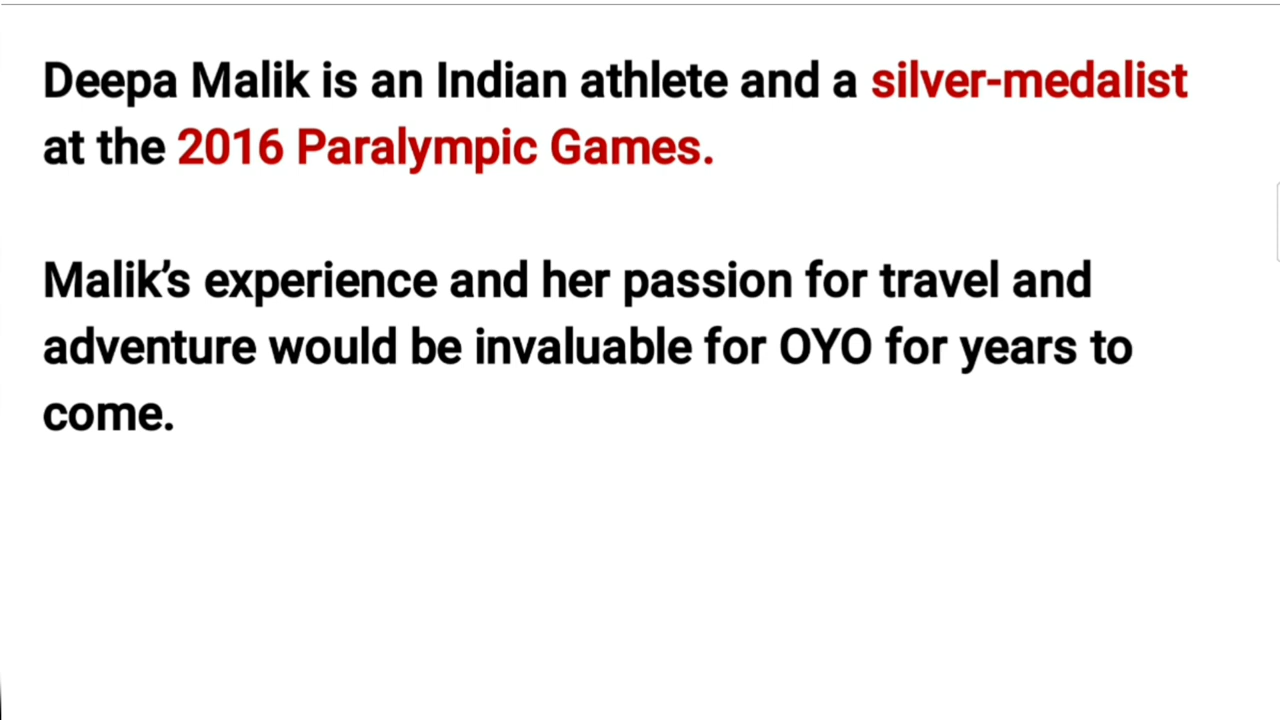 Deepa Malik is an Indian athlete and a silver-medalist
at the 2016 Paralympic Games.
Malik’s experience and her passion for travel and
adventure would be invaluable for OYO for years to
come.